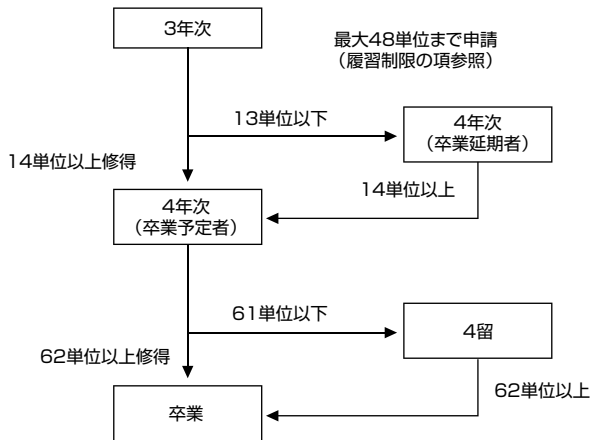 3年次
最大48単位まで申請
(履習制限の項参照)
13単位以下
4年次
(卒業延期者)
14単位以上修得
14単位以上
4年次
(卒業予定者)
61単位以下
4留
62単位以上修得
62単位以上
卒業